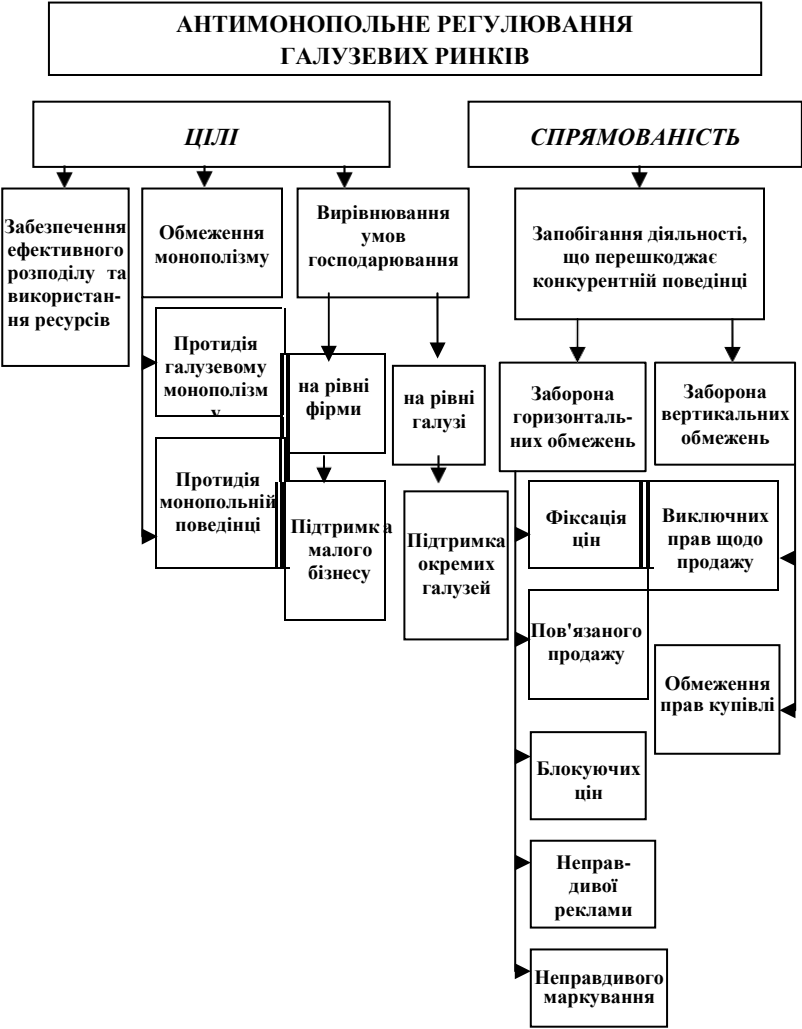 АНТИМОНОПОЛЬНЕ РЕГУЛЮВАННЯ
ГАЛУЗЕВИХ РИНКІВ
ЦІЛІ
СПРЯМОВАНІСТЬ
Забезпечення
ефективного
розподілу та
використан-
ня ресурсів
Обмеження
монополізму
Вирівнювання
умов
господарювання
Запобігання діяльності,
що перешкоджає
конкурентній поведінці
Протидія
галузевому
монополізм
у
на рівні
фірми
на рівні
галузі
Заборона
горизонталь-
них обмежень
Заборона
вертикальних
обмежень
Протидія
монопольній
поведінці
Підтримка
малого
бізнесу
Підтримка
окремих
галузей
Фіксація
цін
Виключних
прав щодо
продажу
Пов'язаного
продажу
Обмеження
прав купівлі
Блокуючих
цін
Неправ-
дивої
реклами
Неправдивого
маркування